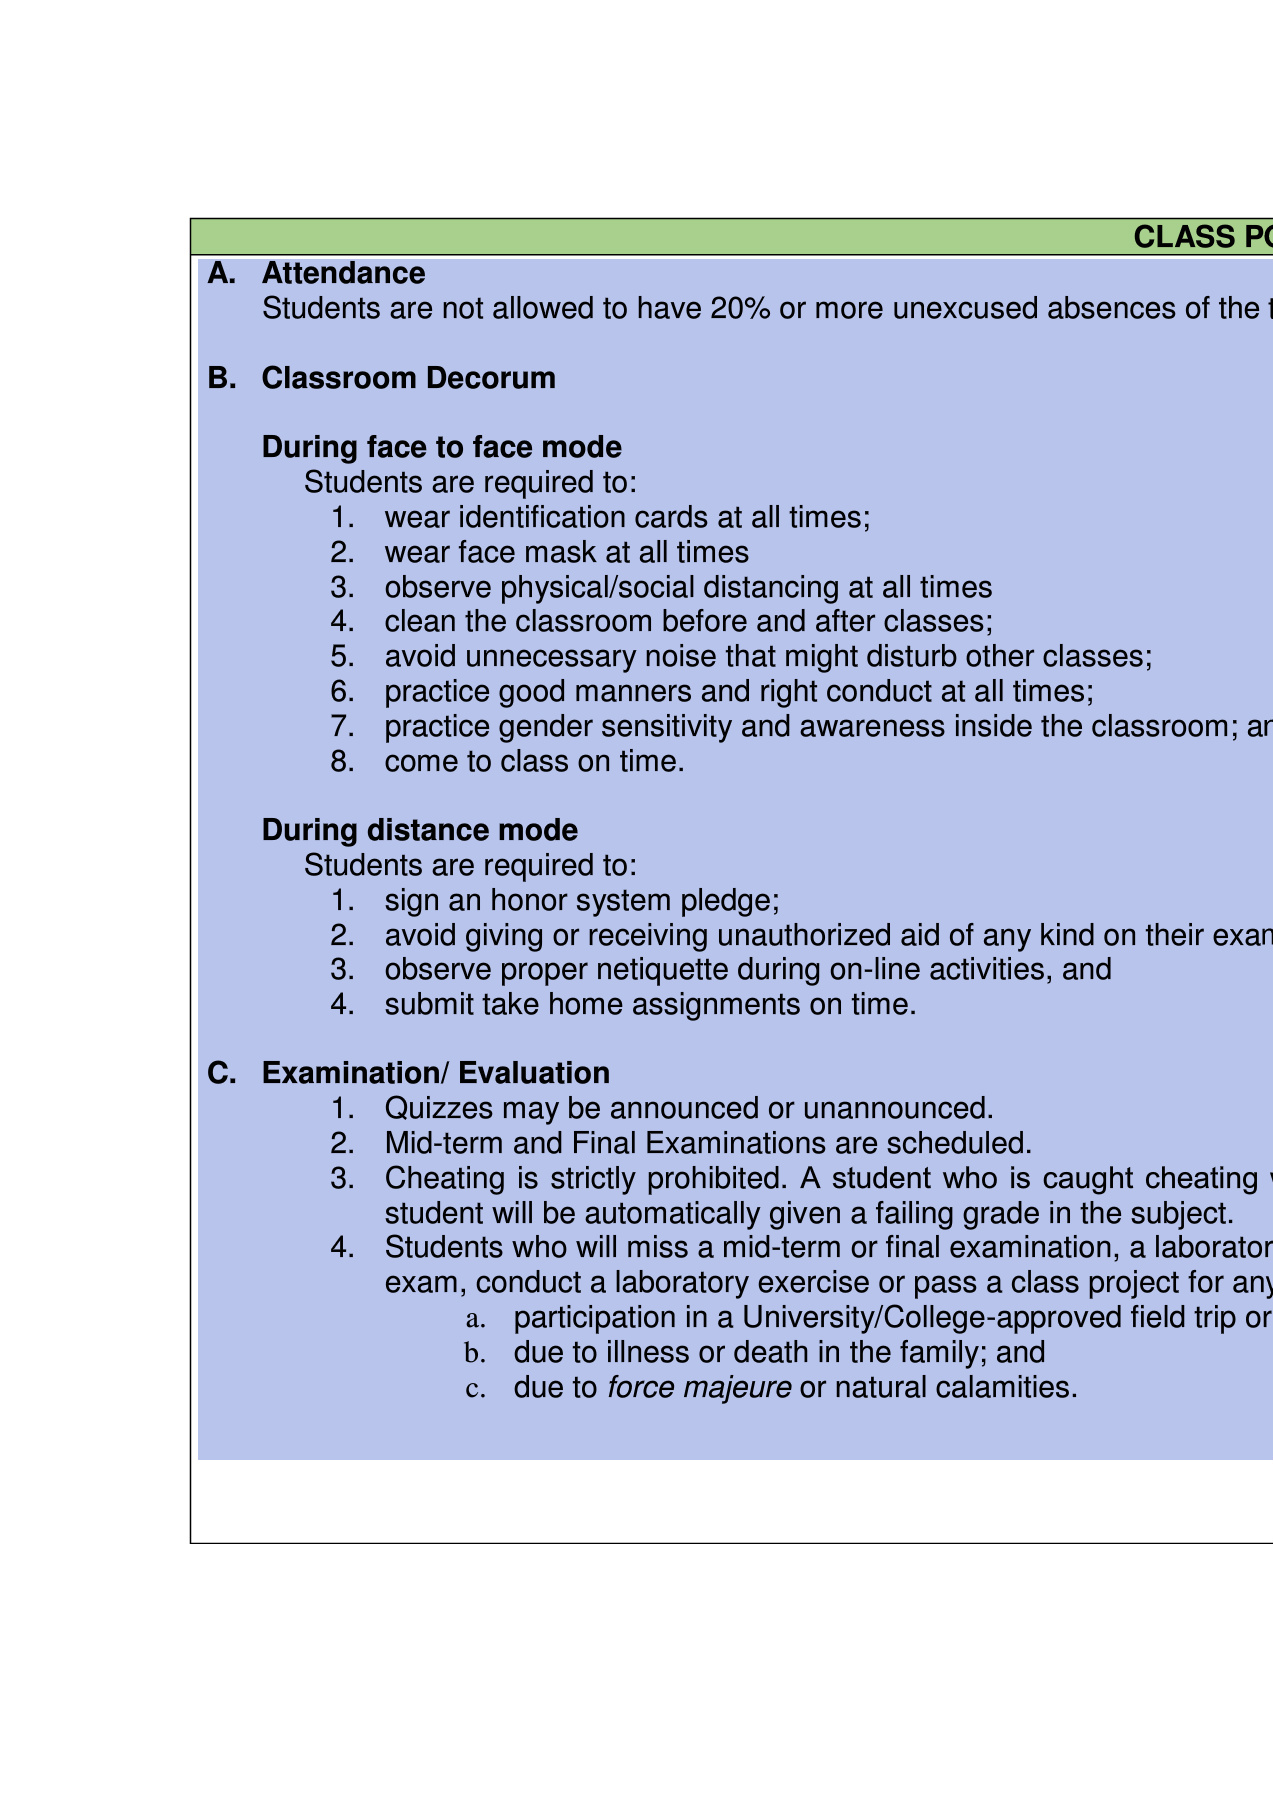 CLASS PO
A. Attendance
Students are not allowed to have 20% or more unexcused absences of the
B. Classroom Decorum
During face to face mode
Students are required to:
1. wear identification cards at all times;
2. wear face mask at all times
3. observe physical/social distancing at all times
4. clean the classroom before and after classes;
5. avoid unnecessary noise that might disturb other classes;
6. practice good manners and right conduct at all times;
7. practice gender sensitivity and awareness inside the classroom; an
8. come to class on time.
During distance mode
Students are required to:
1. sign an honor system pledge;
2. avoid giving or receiving unauthorized aid of any kind on their exam
3. observe proper netiquette during on-line activities, and
4. submit take home assignments on time.
C. Examination/ Evaluation
1. Quizzes may be announced or unannounced.
2. Mid-term and Final Examinations are scheduled.
3. Cheating is strictly prohibited. A student who is caught cheating
student will be automatically given a failing grade in the subject.
4. Students who will miss a mid-term or final examination, a laborator
exam, conduct a laboratory exercise or pass a class project for any
a. participation in a University/College-approved field trip or
b. due to illness or death in the family; and
c. due to force majeure or natural calamities.